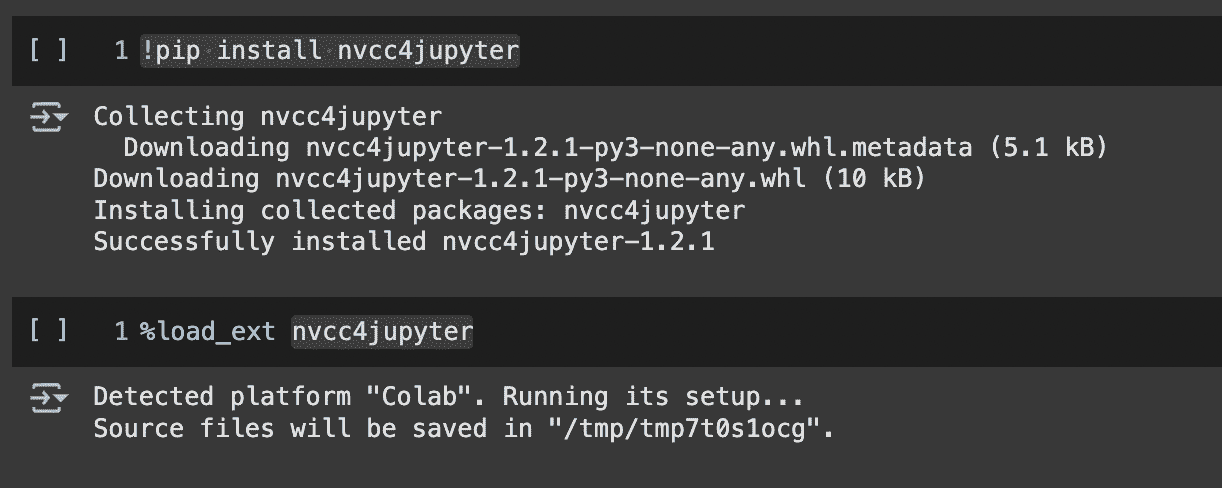 [ ] 1 !pip install nvcc4jupyter
Collecting nvcc4jupyter
  Downloading nvcc4jupyter-1.2.1-py3-none-any.whl.metadata (5.1 kB)
Downloading nvcc4jupyter-1.2.1-py3-none-any.whl (10 kB)
Installing collected packages: nvcc4jupyter
Successfully installed nvcc4jupyter-1.2.1
[ ] 1 %load_ext nvcc4jupyter
Detected platform "Colab". Running its setup...
Source files will be saved in "/tmp/tmp7t0s1ocg".